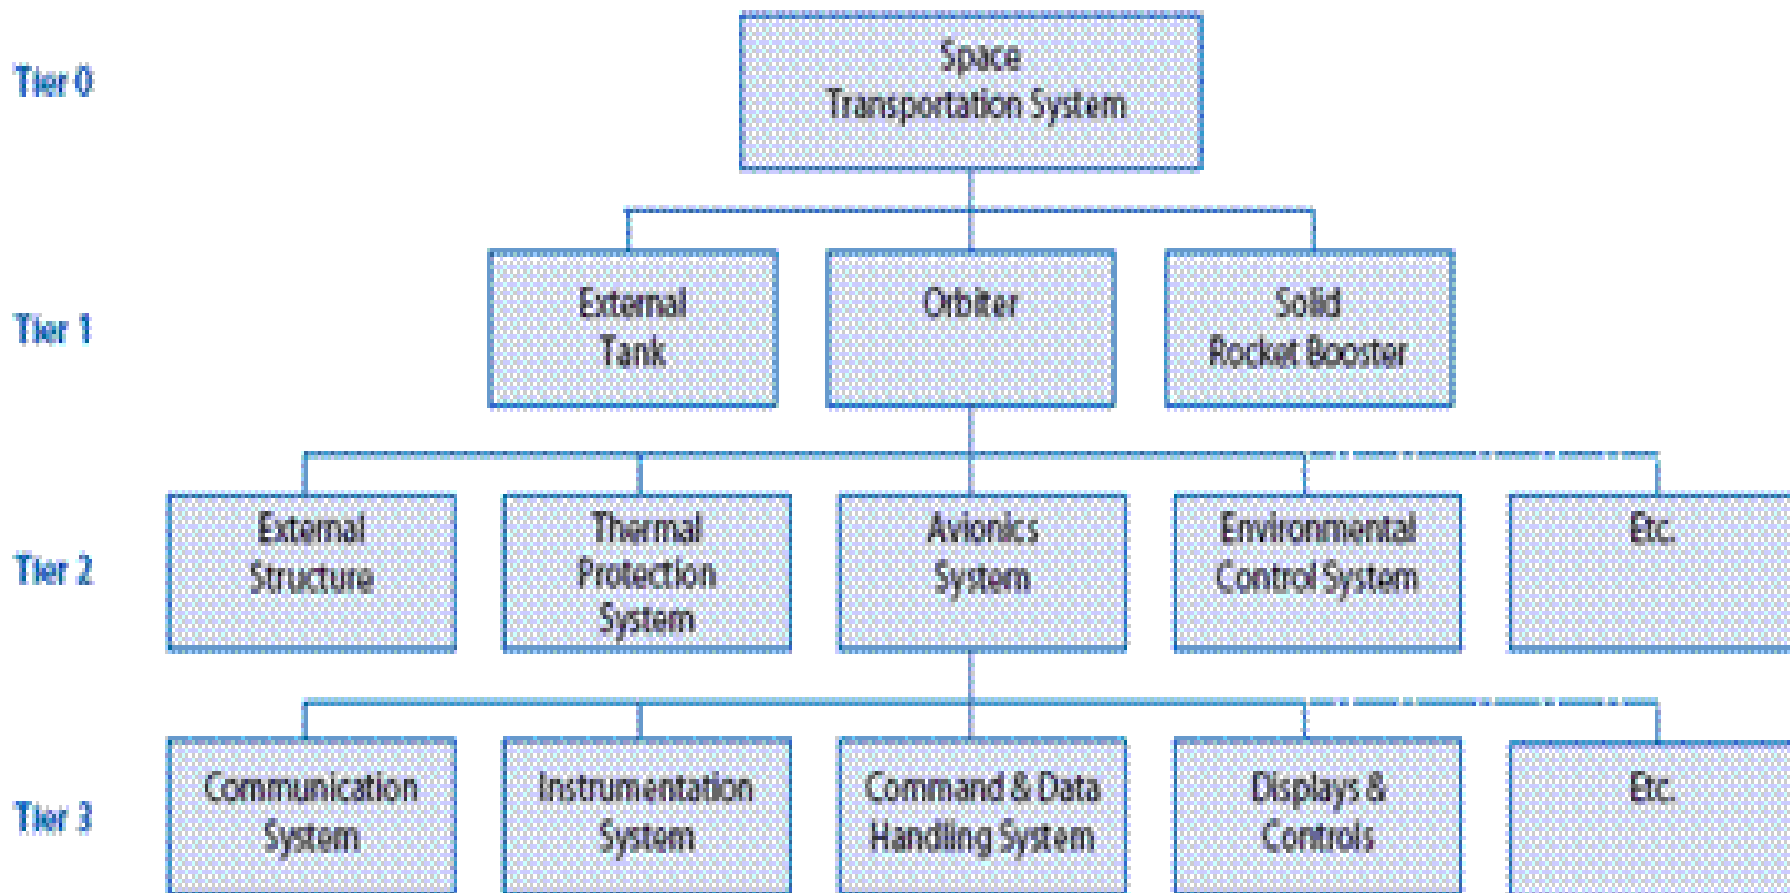 Tier 0
Space
Transportation System
Tier 1
External
Tank
Orbiter
Solid
Rocket Booster
Tier 2
External
Structure
Thermal
Protection
System
Avionics
System
Environmental
Control System
Etc.
Tier 3
Communication
System
Instrumentation
System
Command & Data
Handling System
Displays &
Controls
Etc.